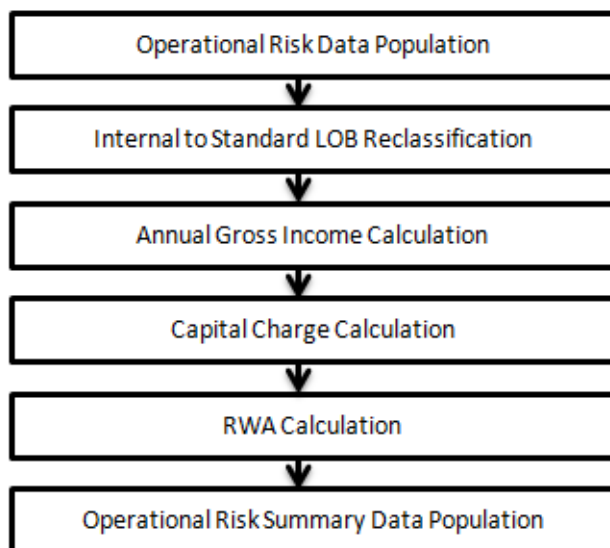 Operational Risk Data Population
Internal to Standard LOB Reclassification
Annual Gross Income Calculation
Capital Charge Calculation
RWA Calculation
Operational Risk Summary Data Population